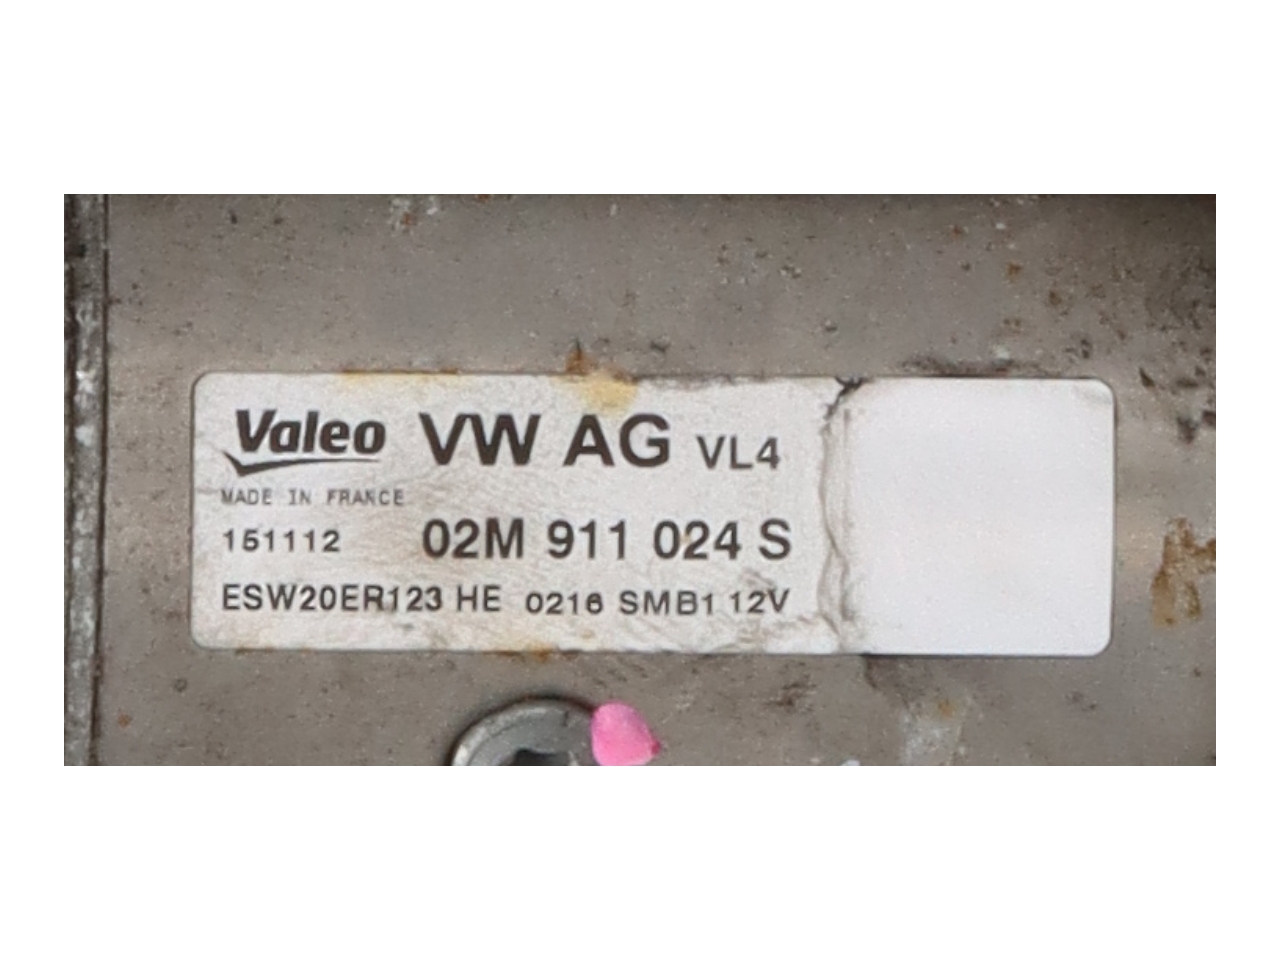 Valeo VW AG VL4
MADE IN FRANCE
151112 02M 911 024 S
ESW20ER123 HE 0216 SMB1 12V